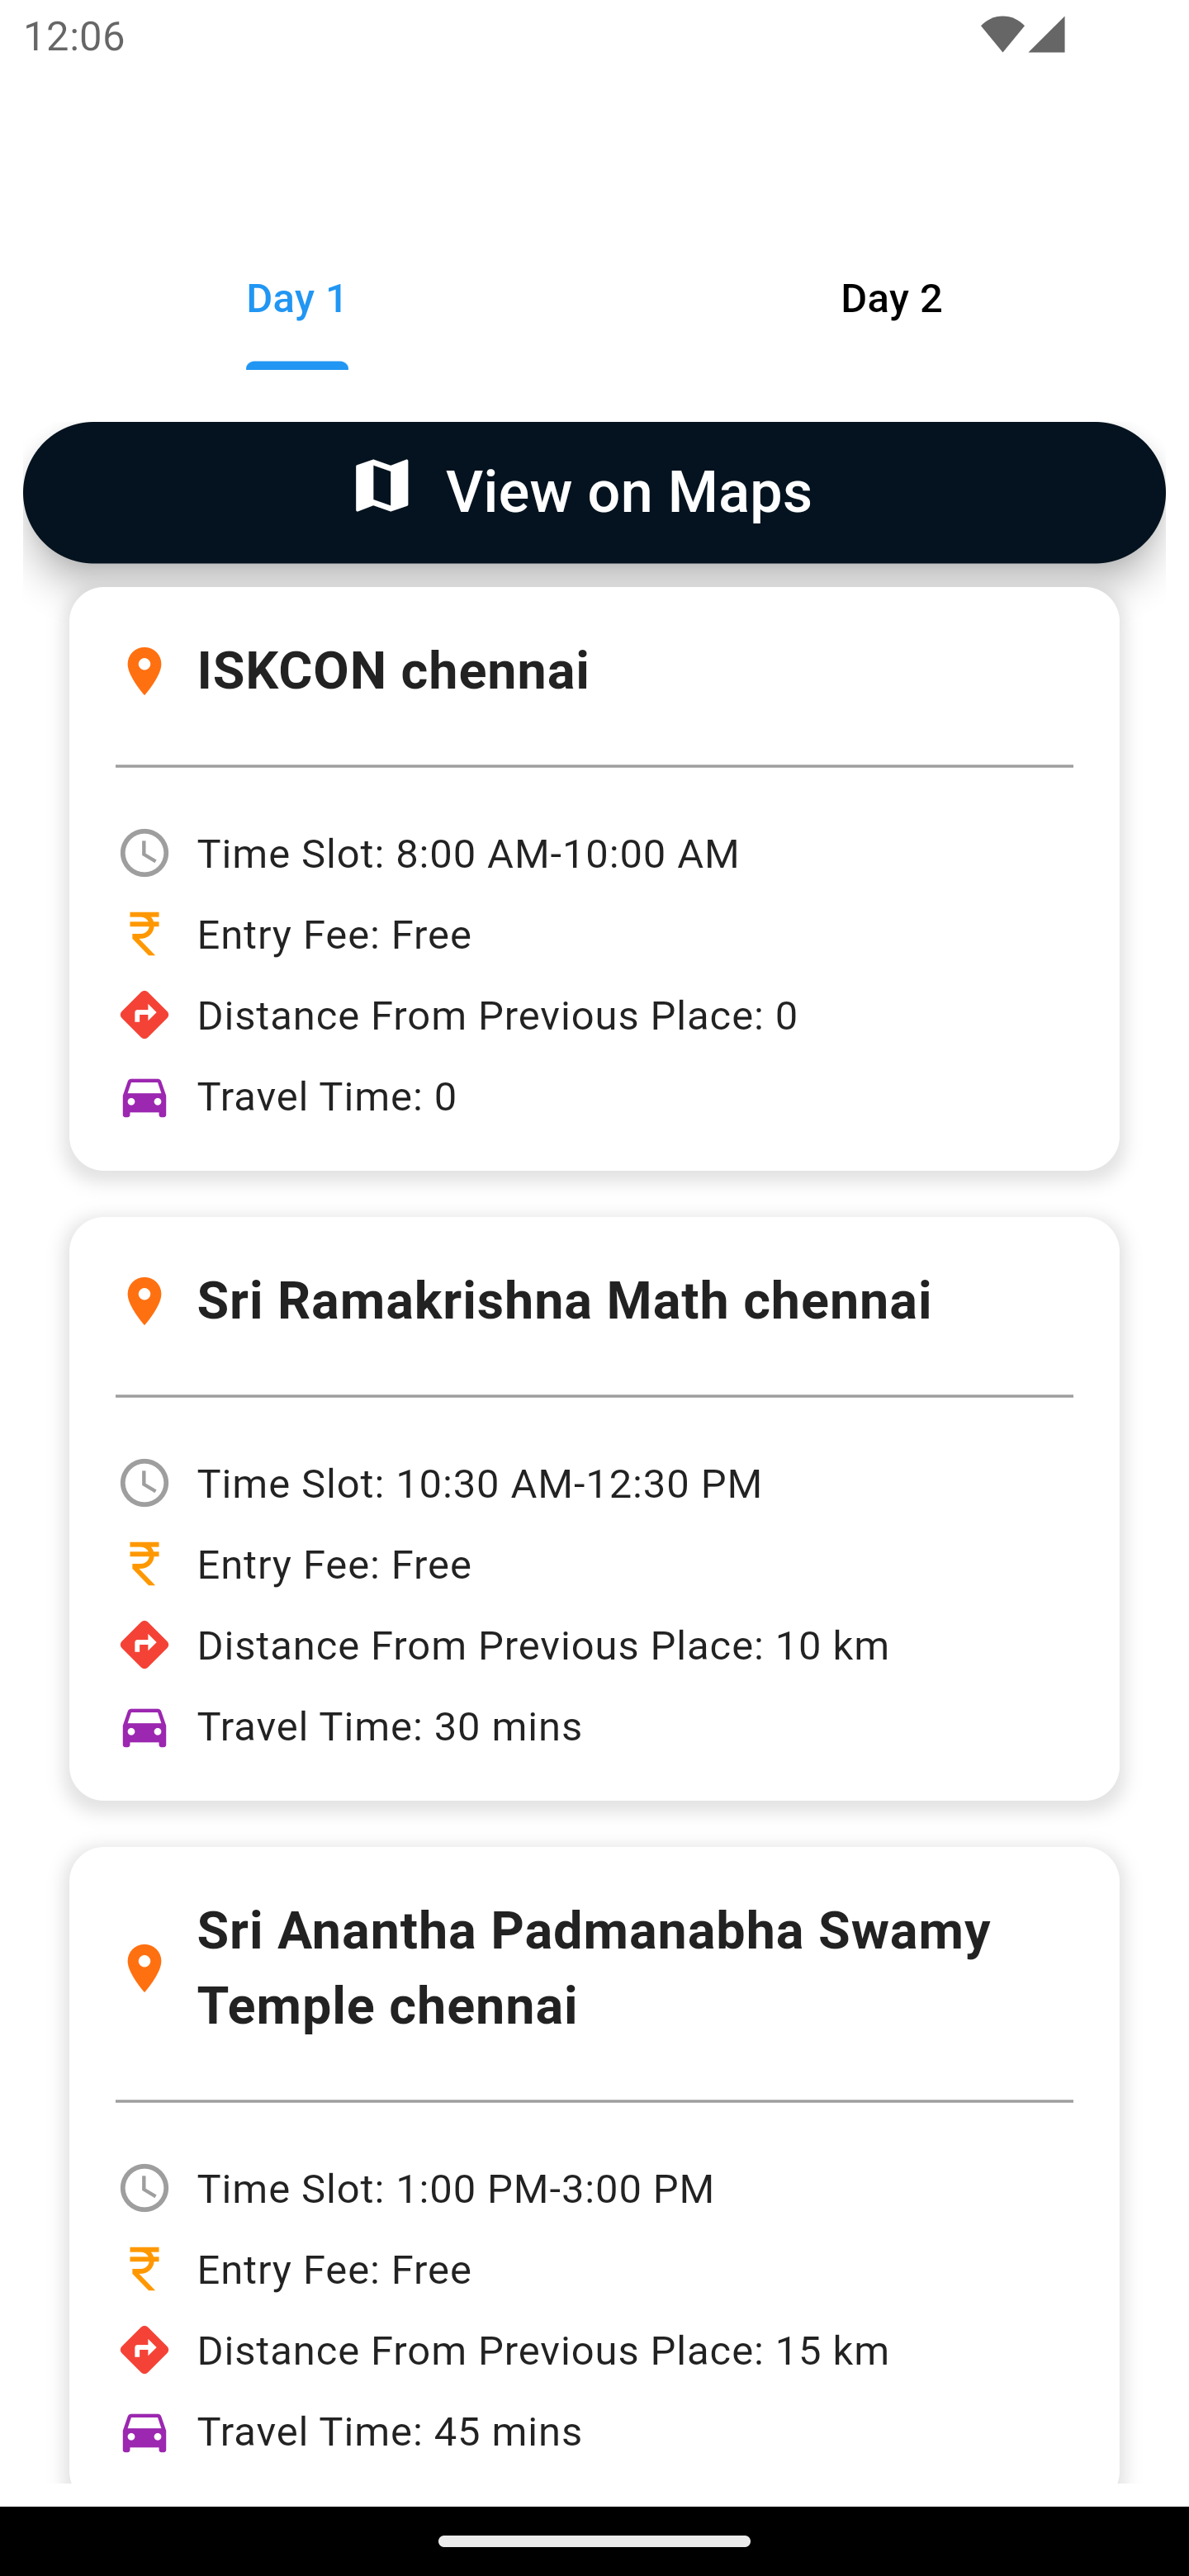 12:06
Day 1
Day 2
View on Maps
ISKCON chennai
Time Slot: 8:00 AM-10:00 AM
Entry Fee: Free
Distance From Previous Place: 0
Travel Time: 0
Sri Ramakrishna Math chennai
Time Slot: 10:30 AM-12:30 PM
Entry Fee: Free
Distance From Previous Place: 10 km
Travel Time: 30 mins
Sri Anantha Padmanabha Swamy
Temple chennai
Time Slot: 1:00 PM-3:00 PM
Entry Fee: Free
Distance From Previous Place: 15 km
Travel Time: 45 mins